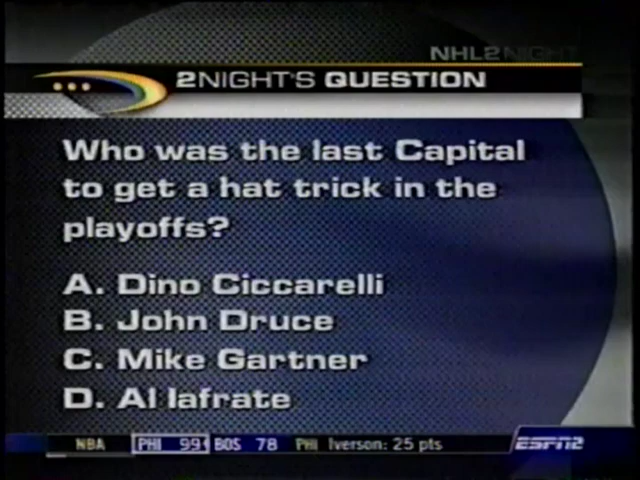 NHL2NIGHT
2NIGHT'S QUESTION
Who was the last Capital
to get a hat trick in the
playoffs?
A. Dino Ciccarelli
B. John Druce
C. Mike Gartner
D. Al Iafrate
NBA PHI 99 BOS 78 PHI Iverson: 25 pts ESPN2